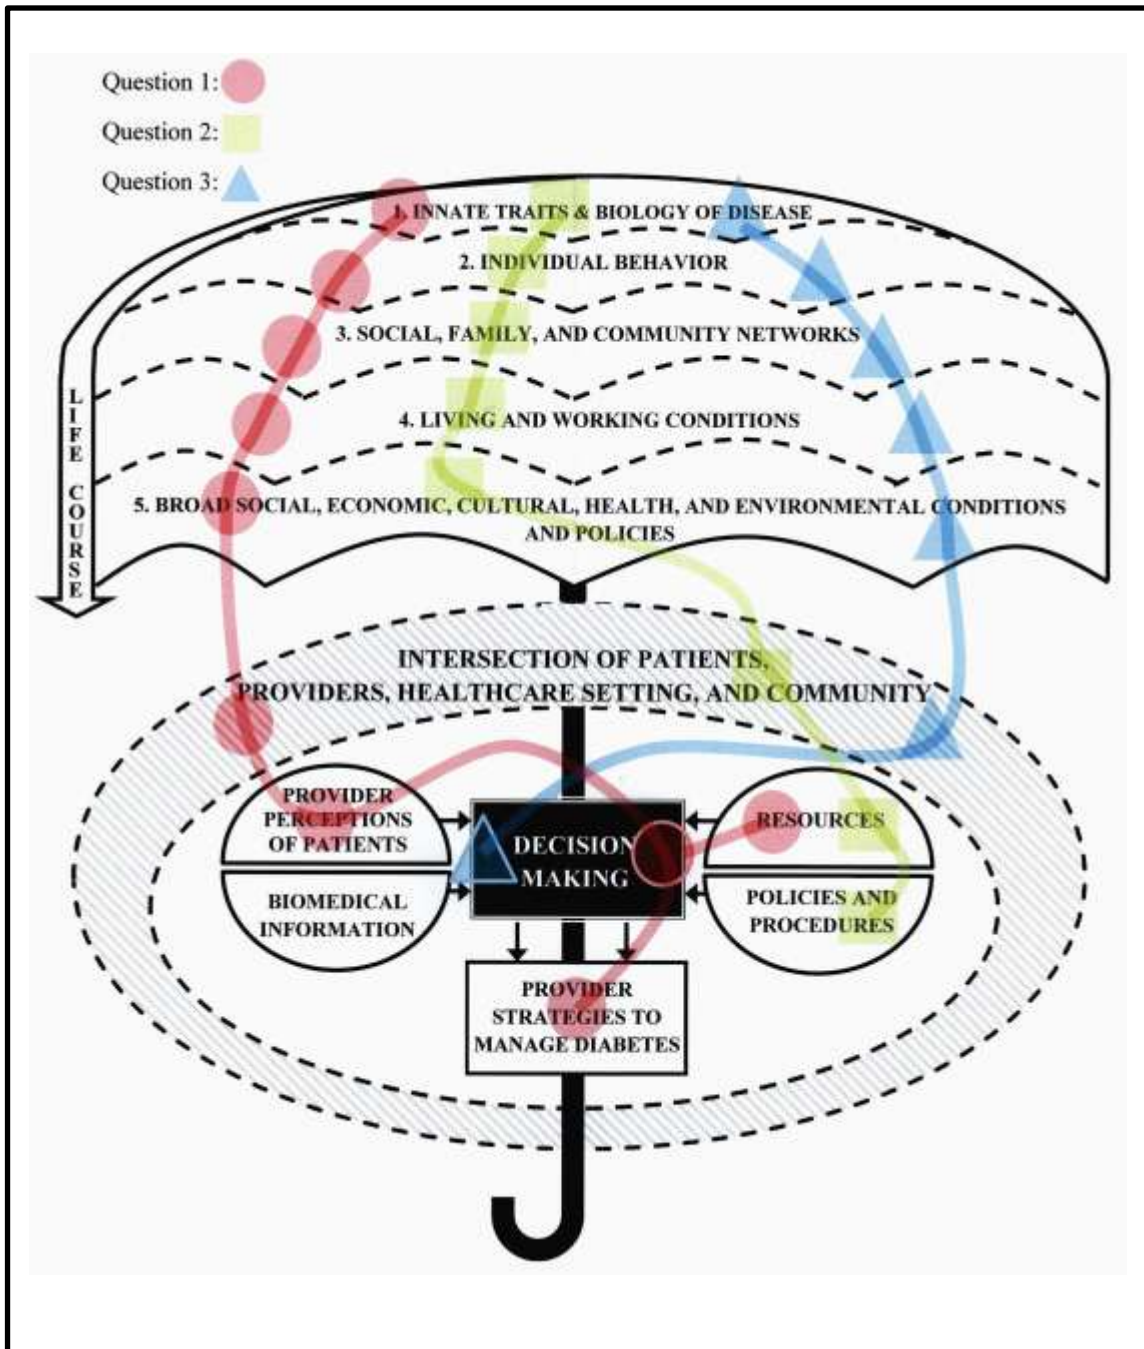 Question 1:
Question 2:
Question 3:
1. INNATE TRAITS & BIOLOGY OF DISEASE
2. INDIVIDUAL BEHAVIOR
3. SOCIAL, FAMILY, AND COMMUNITY NETWORKS
4. LIVING AND WORKING CONDITIONS
5. BROAD SOCIAL, ECONOMIC, CULTURAL, HEALTH, AND ENVIRONMENTAL CONDITIONS
AND POLICIES
LIFE COURSE
INTERSECTION OF PATIENTS,
PROVIDERS, HEALTHCARE SETTING, AND COMMUNITY
PROVIDER
PERCEPTIONS
OF PATIENTS
BIOMEDICAL
INFORMATION
DECISION
MAKING
RESOURCES
POLICIES AND
PROCEDURES
PROVIDER
STRATEGIES TO
MANAGE DIABETES